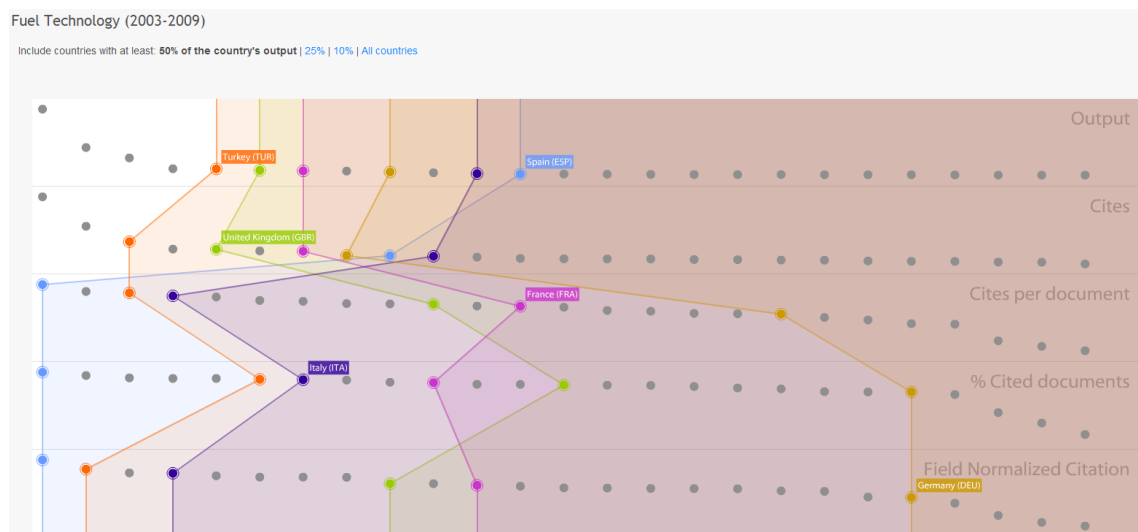 Fuel Technology (2003-2009)
Include countries with at least: 50% of the country's output | 25% | 10% | All countries
Output
Turkey (TUR)
Spain (ESP)
Cites
United Kingdom (GBR)
Cites per document
France (FRA)
Italy (ITA)
% Cited documents
Field Normalized Citation
Germany (DEU)